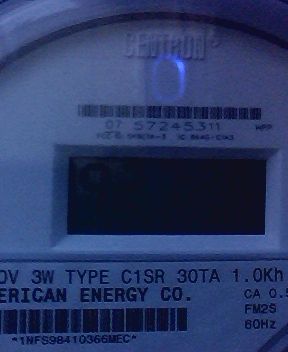 CENTRON
07 57245311 WPP
0V 3W TYPE C1SR 30TA 1.0Kh
ERICAN ENERGY CO.
CA 0.5
FM2S
60Hz
*1NFS98410366MEC*